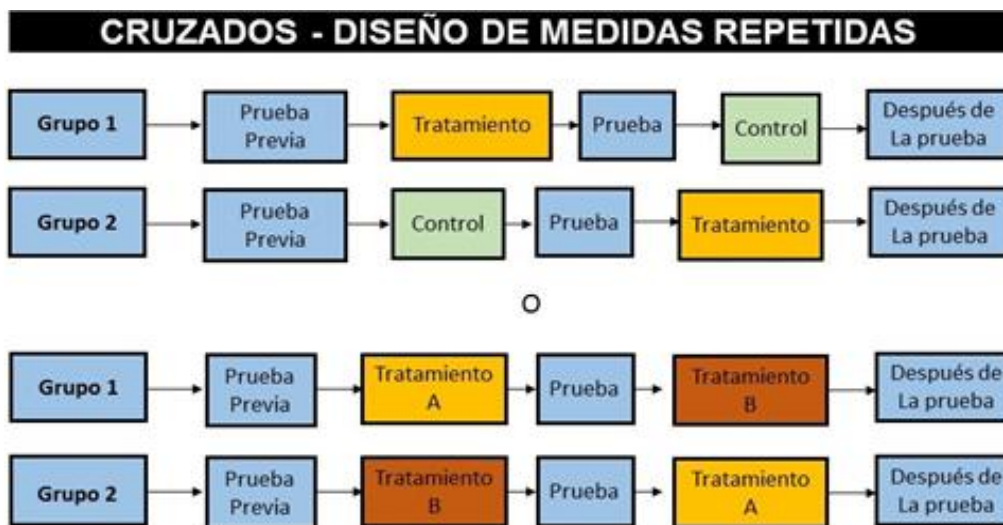 CRUZADOS - DISEÑO DE MEDIDAS REPETIDAS
Grupo 1
Prueba
Previa
Tratamiento
Prueba
Control
Después de
La prueba
Grupo 2
Prueba
Previa
Control
Prueba
Tratamiento
Después de
La prueba
O
Grupo 1
Prueba
Previa
Tratamiento
A
Prueba
Tratamiento
B
Después de
La prueba
Grupo 2
Prueba
Previa
Tratamiento
B
Prueba
Tratamiento
A
Después de
La prueba